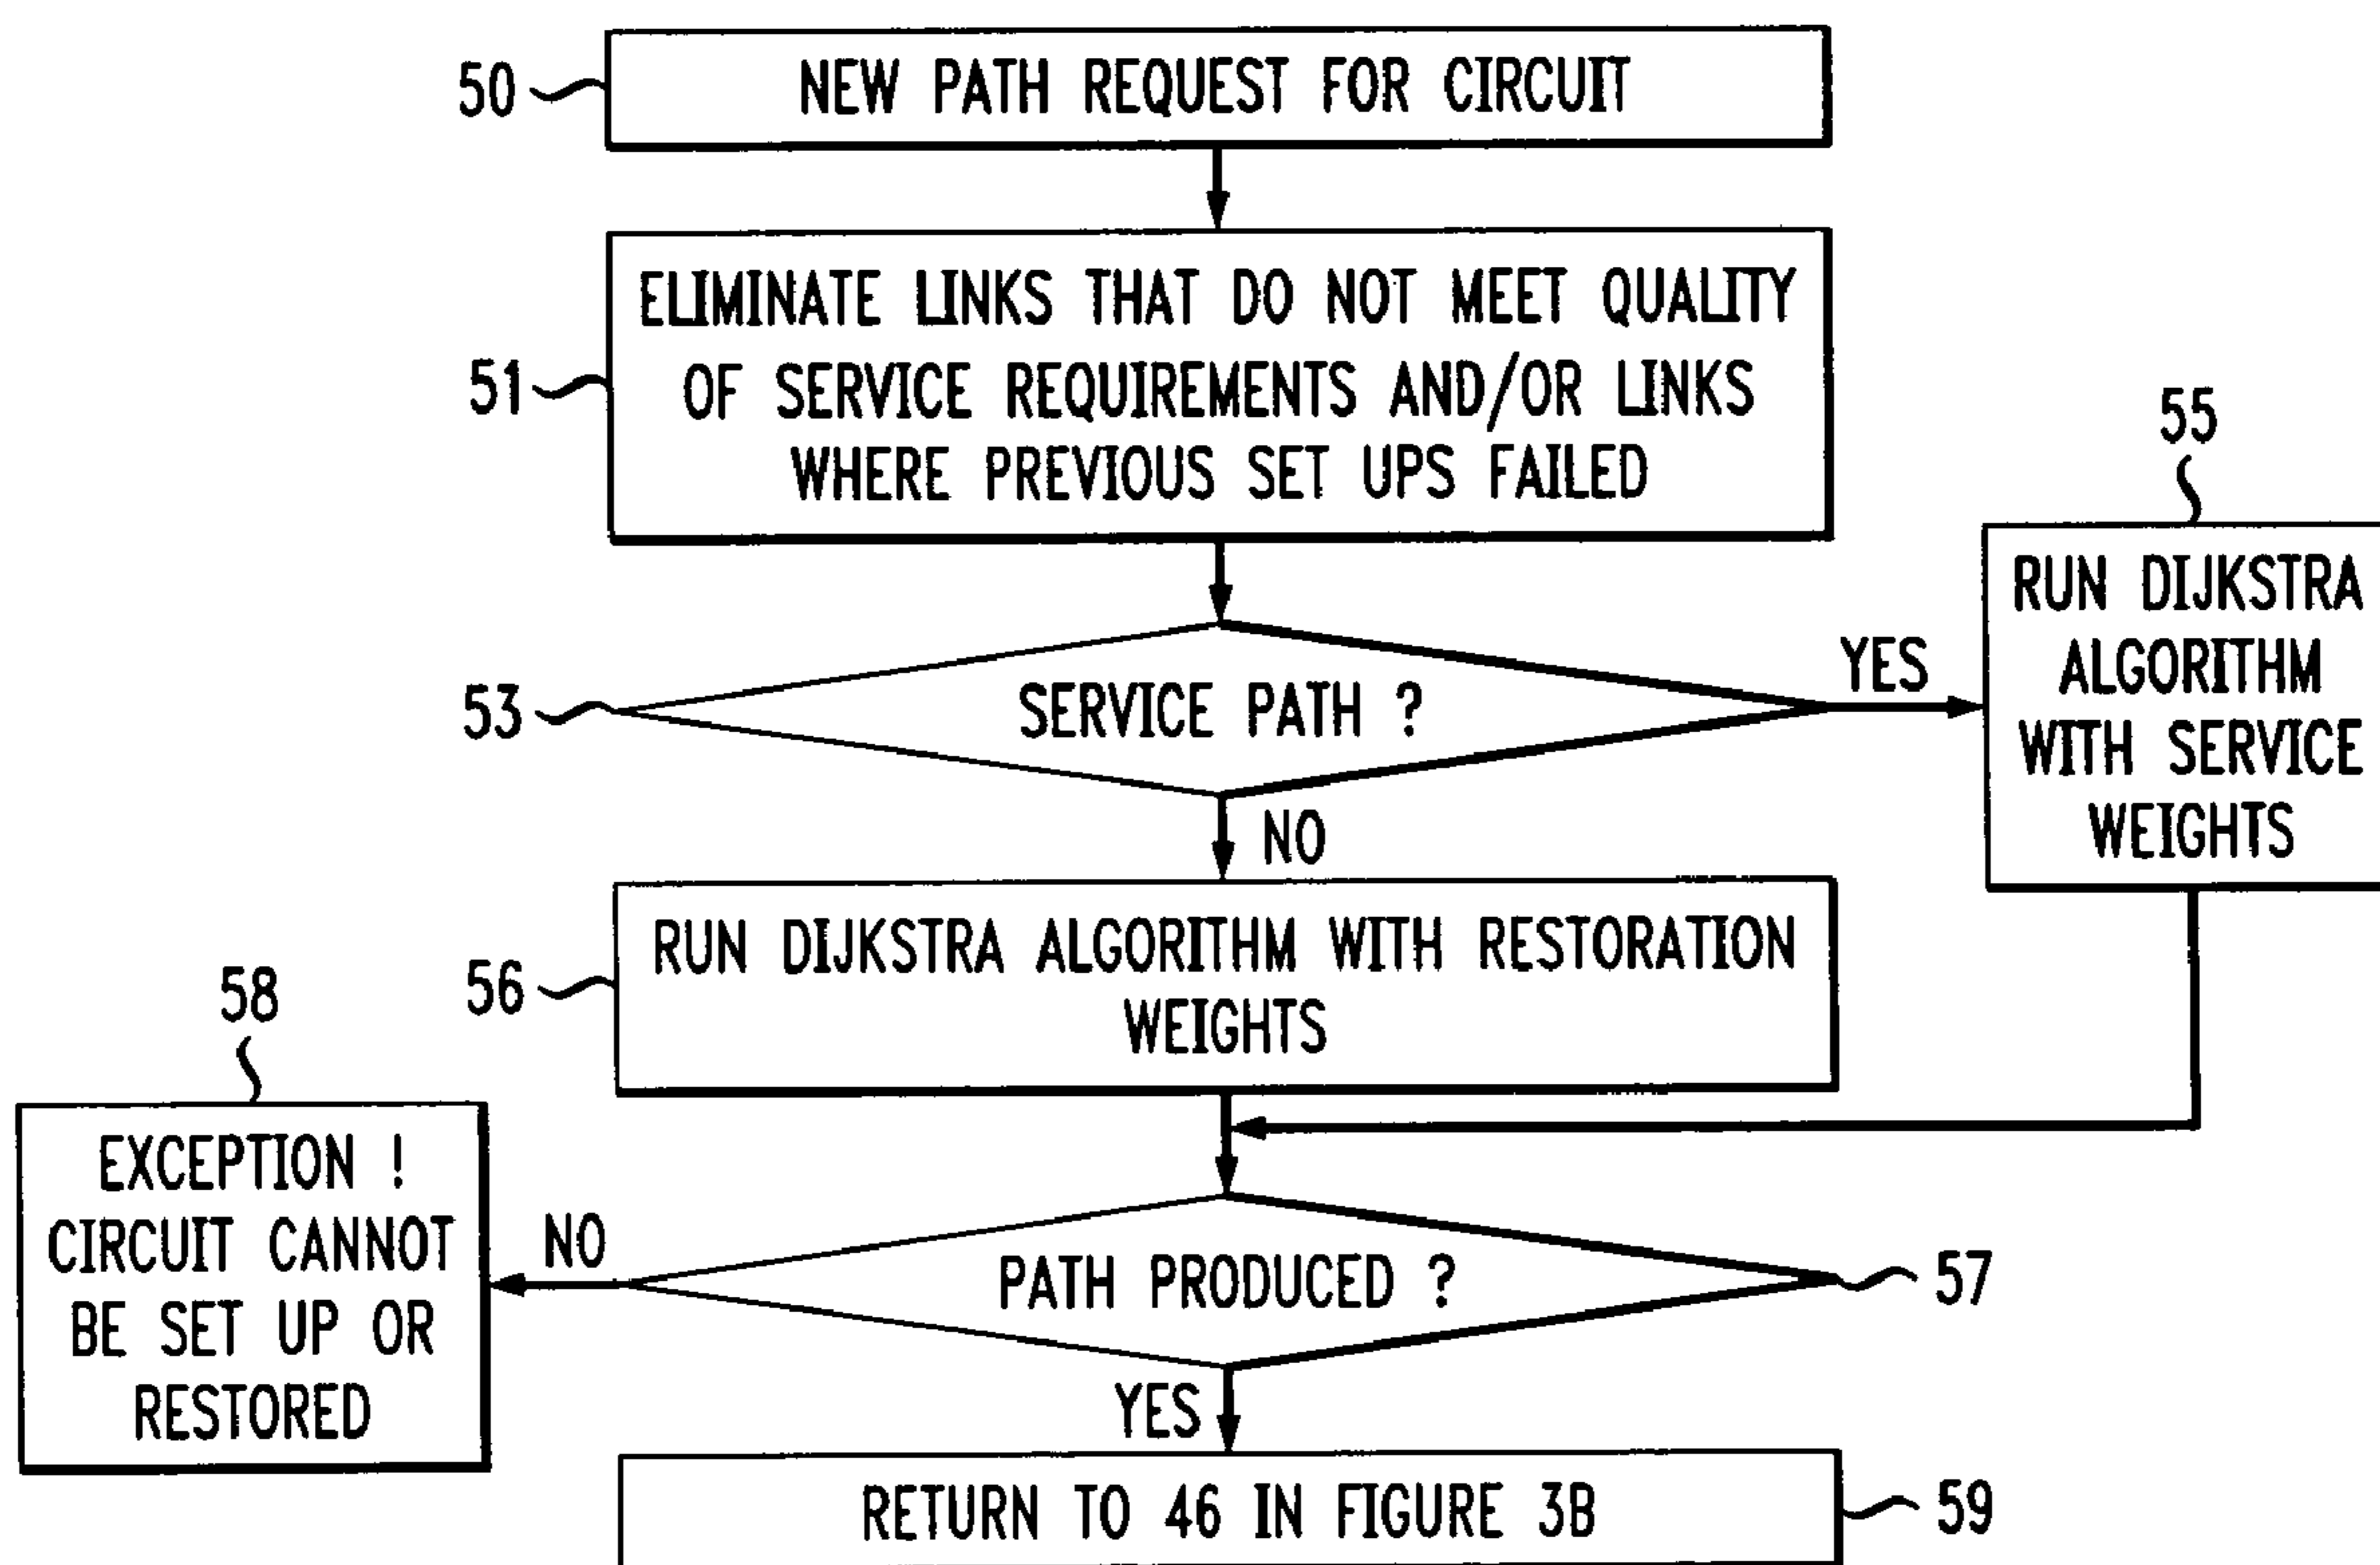 50
NEW PATH REQUEST FOR CIRCUIT
51
ELIMINATE LINKS THAT DO NOT MEET QUALITY
OF SERVICE REQUIREMENTS AND/OR LINKS
WHERE PREVIOUS SET UPS FAILED
53
SERVICE PATH ?
YES
55
RUN DIJKSTRA
ALGORITHM
WITH SERVICE
WEIGHTS
NO
56
RUN DIJKSTRA ALGORITHM WITH RESTORATION
WEIGHTS
57
PATH PRODUCED ?
NO
58
EXCEPTION !
CIRCUIT CANNOT
BE SET UP OR
RESTORED
YES
59
RETURN TO 46 IN FIGURE 3B